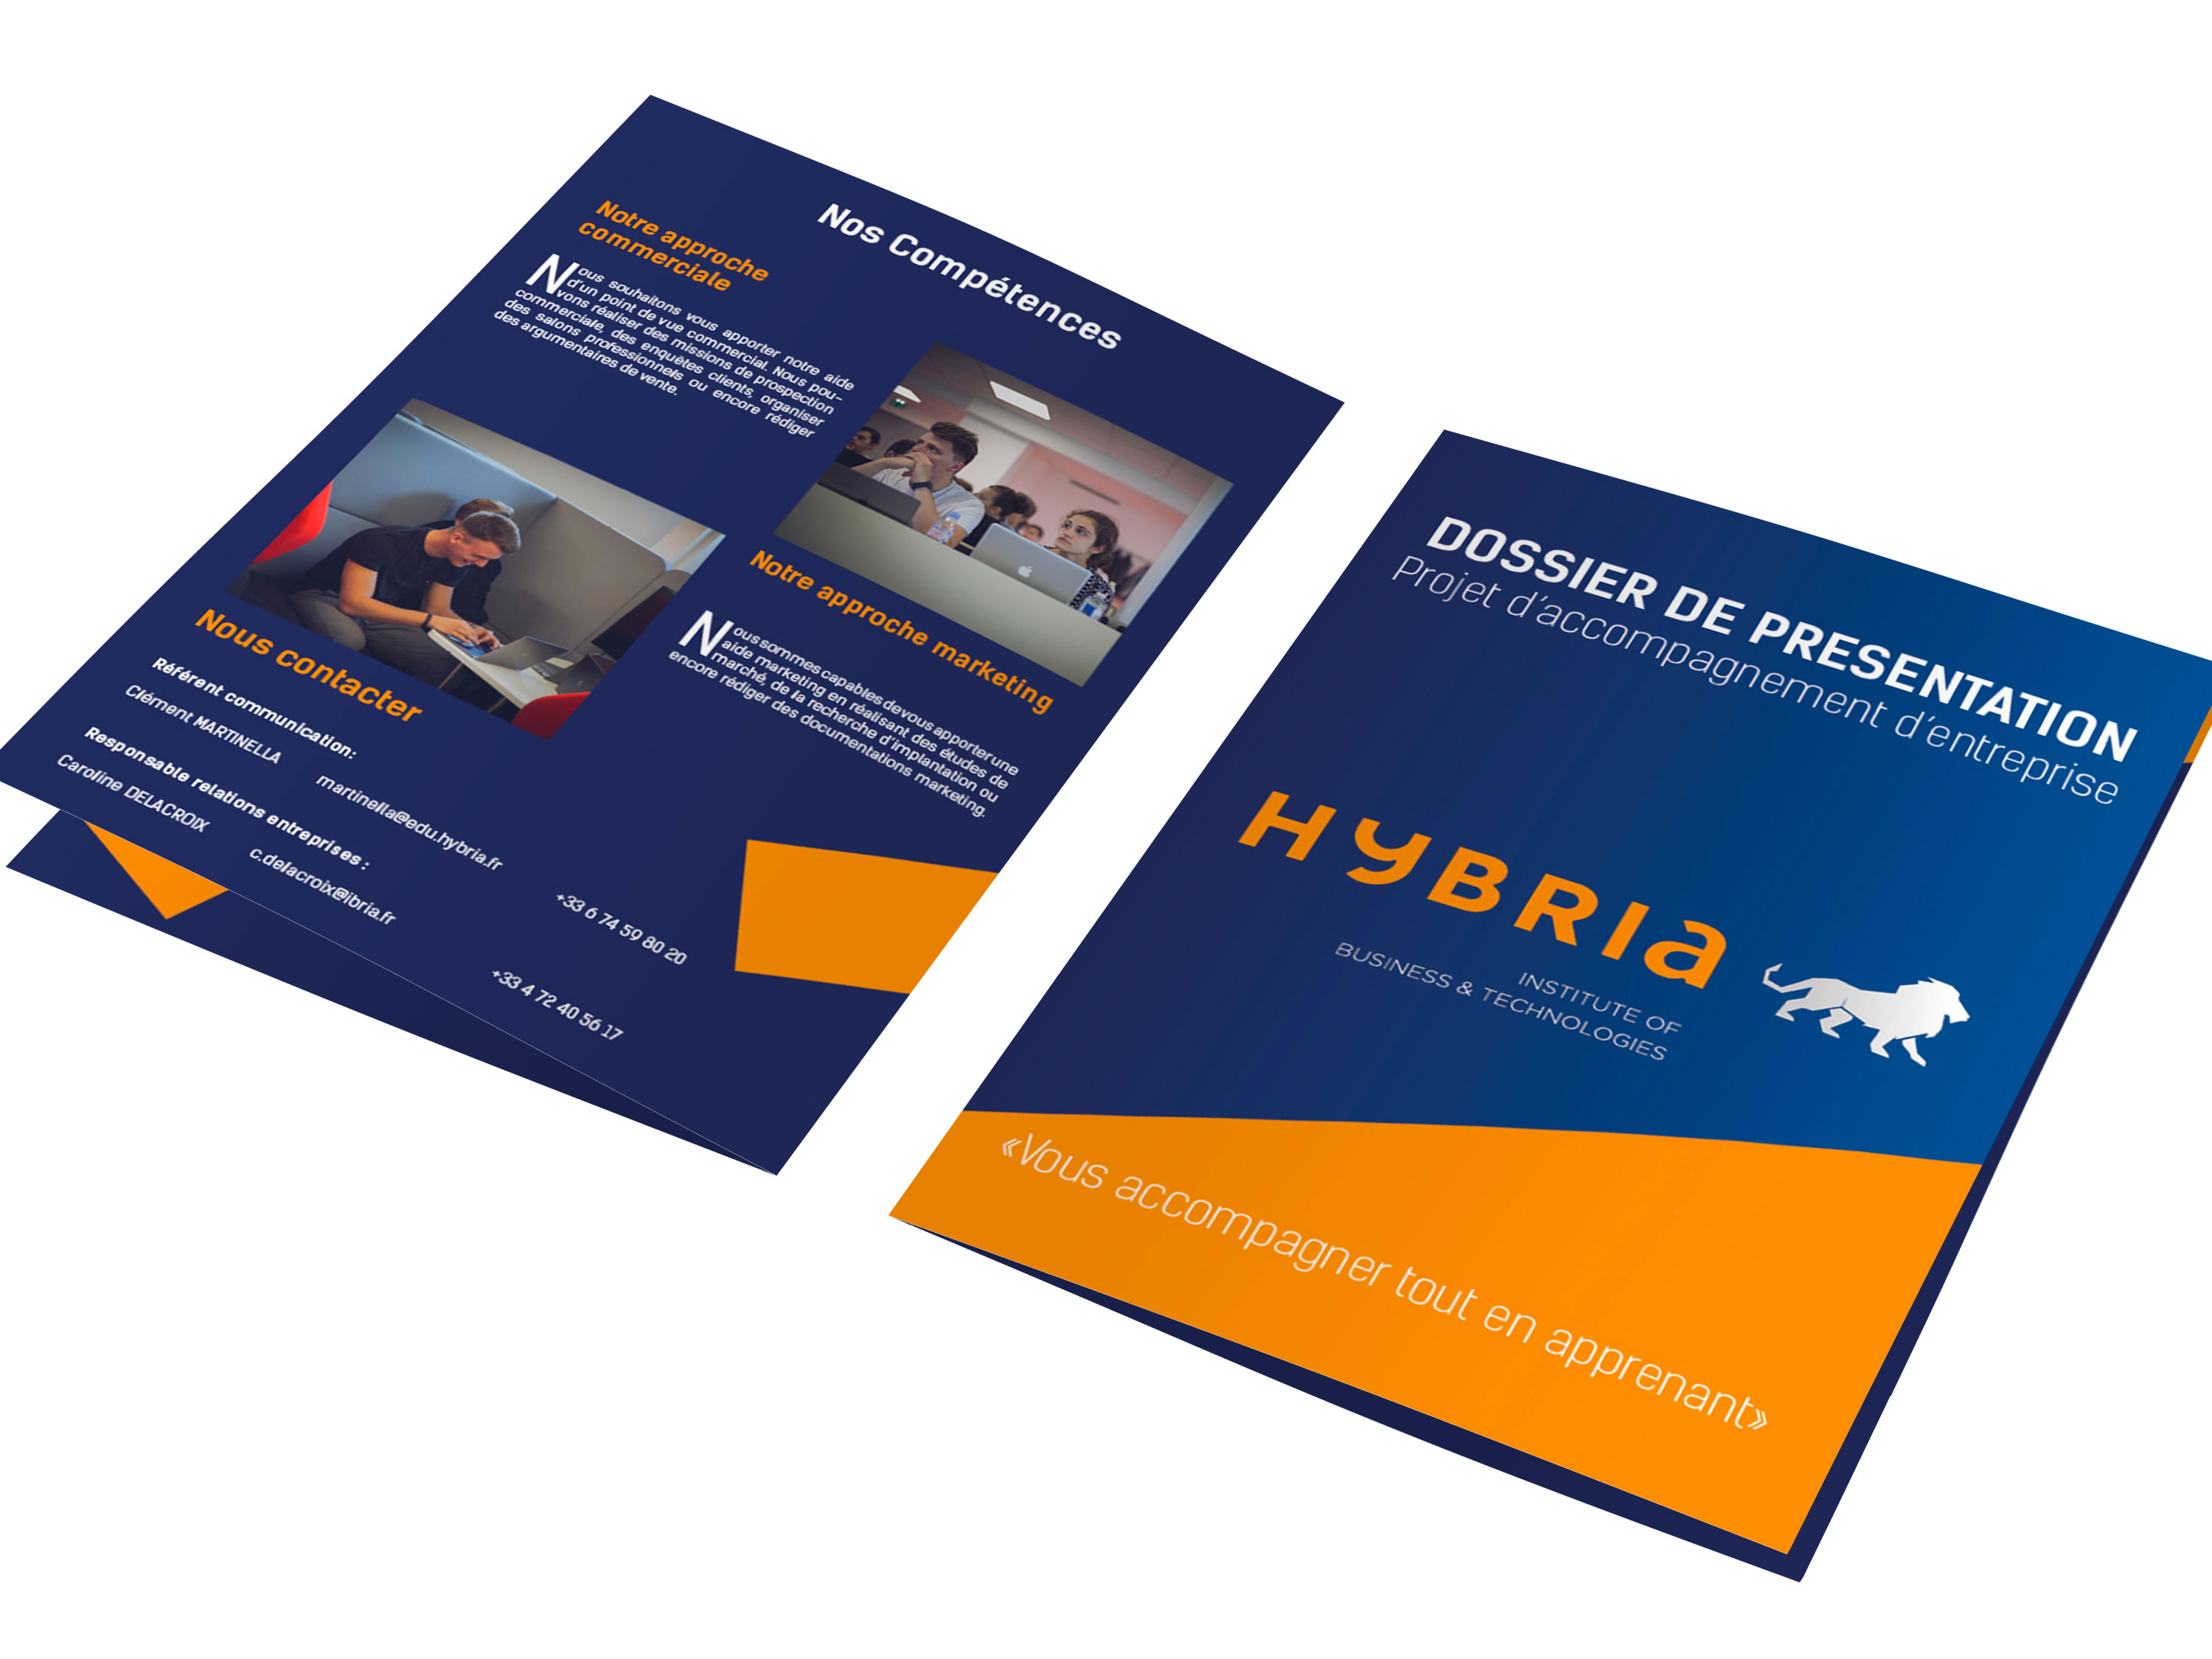 Nos Compétences
Notre approche
commerciale
Nous souhaitons vous apporter notre aide
d'un point de vue commercial. Nous pou-
vons réaliser des missions de prospection
commerciale, des enquêtes clients, organiser
des salons professionnels ou encore rédiger
des argumentaires de vente.
Notre approche marketing
Nous sommes capables de vous apporter une
aide marketing en réalisant des études de
marché, de la recherche d'implantation ou
encore rédiger des documentations marketing.
Nous contacter
Référent communication:
Clément MARTINELLA martinella@edu.hybria.fr +33 6 74 59 80 20
Responsable relations entreprises :
Caroline DELACROIX c.delacroix@ibria.fr +33 4 72 40 56 17
DOSSIER DE PRESENTATION
Projet d'accompagnement d'entreprise
HyBRIa
INSTITUTE OF
BUSINESS & TECHNOLOGIES
«Vous accompagner tout en apprenant»